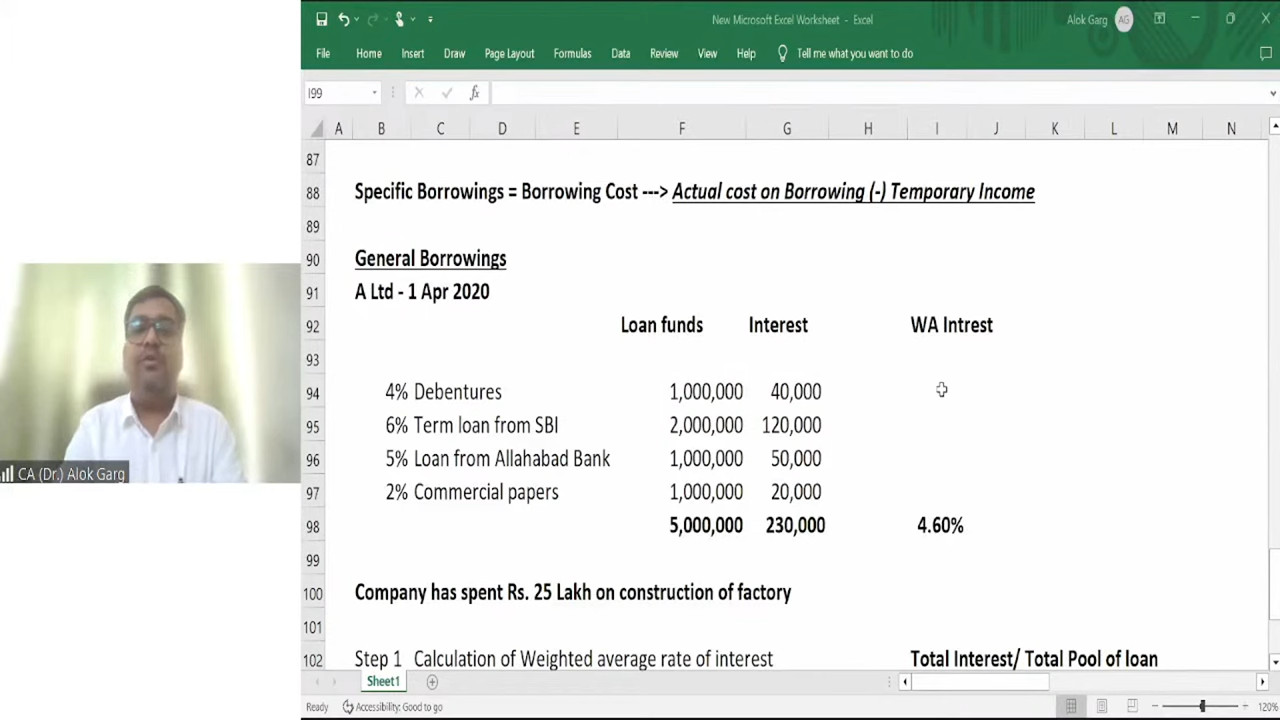 New Microsoft Excel Worksheet - Excel
Alok Garg AG
File Home Insert Draw Page Layout Formulas Data Review View Help Tell me what you want to do
I99 fx
A B C D E F G H I J K L M N
87
88 Specific Borrowings = Borrowing Cost ---> Actual cost on Borrowing (-) Temporary Income
89
90 General Borrowings
91 A Ltd - 1 Apr 2020
92 Loan funds Interest WA Intrest
93
94 4% Debentures 1,000,000 40,000
95 6% Term loan from SBI 2,000,000 120,000
96 5% Loan from Allahabad Bank 1,000,000 50,000
97 2% Commercial papers 1,000,000 20,000
98 5,000,000 230,000 4.60%
99
100 Company has spent Rs. 25 Lakh on construction of factory
101
102 Step 1 Calculation of Weighted average rate of interest Total Interest/ Total Pool of loan
Sheet1
Ready Accessibility: Good to go 120%
CA (Dr.) Alok Garg